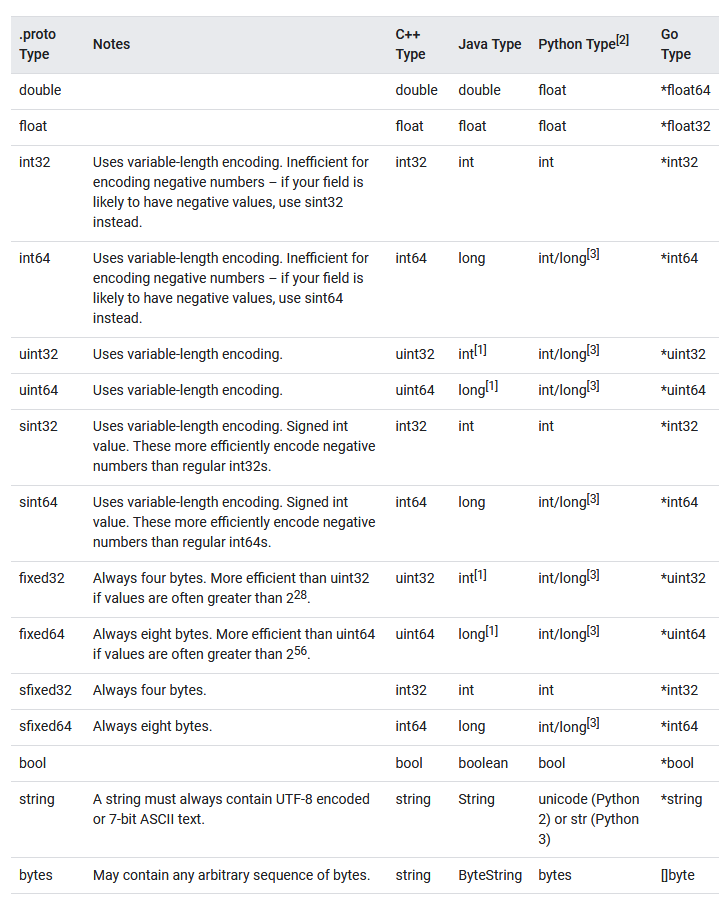 .proto Type | Notes | C++ Type | Java Type | Python Type[2] | Go Type
double | | double | double | float | *float64
float | | float | float | float | *float32
int32 | Uses variable-length encoding. Inefficient for encoding negative numbers – if your field is likely to have negative values, use sint32 instead. | int32 | int | int | *int32
int64 | Uses variable-length encoding. Inefficient for encoding negative numbers – if your field is likely to have negative values, use sint64 instead. | int64 | long | int/long[3] | *int64
uint32 | Uses variable-length encoding. | uint32 | int[1] | int/long[3] | *uint32
uint64 | Uses variable-length encoding. | uint64 | long[1] | int/long[3] | *uint64
sint32 | Uses variable-length encoding. Signed int value. These more efficiently encode negative numbers than regular int32s. | int32 | int | int | *int32
sint64 | Uses variable-length encoding. Signed int value. These more efficiently encode negative numbers than regular int64s. | int64 | long | int/long[3] | *int64
fixed32 | Always four bytes. More efficient than uint32 if values are often greater than 2^28. | uint32 | int[1] | int/long[3] | *uint32
fixed64 | Always eight bytes. More efficient than uint64 if values are often greater than 2^56. | uint64 | long[1] | int/long[3] | *uint64
sfixed32 | Always four bytes. | int32 | int | int | *int32
sfixed64 | Always eight bytes. | int64 | long | int/long[3] | *int64
bool | | bool | boolean | bool | *bool
string | A string must always contain UTF-8 encoded or 7-bit ASCII text. | string | String | unicode (Python 2) or str (Python 3) | *string
bytes | May contain any arbitrary sequence of bytes. | string | ByteString | bytes | []byte